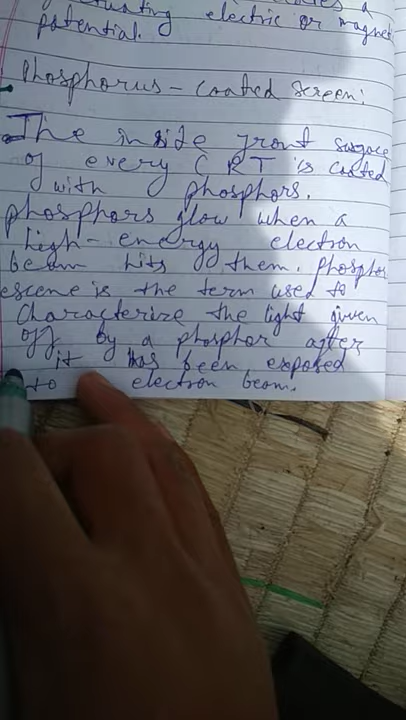 electric or magnet
potential.
Phosphorus - coated screen:
The inside front surface
of every CRT is coated
with phosphors.
phosphors glow when a
high-energy electron
beam hits them. Phosphor
escene is the term used to
Characterize the light given
off by a phosphor after
it has been exposed
to electron beam.